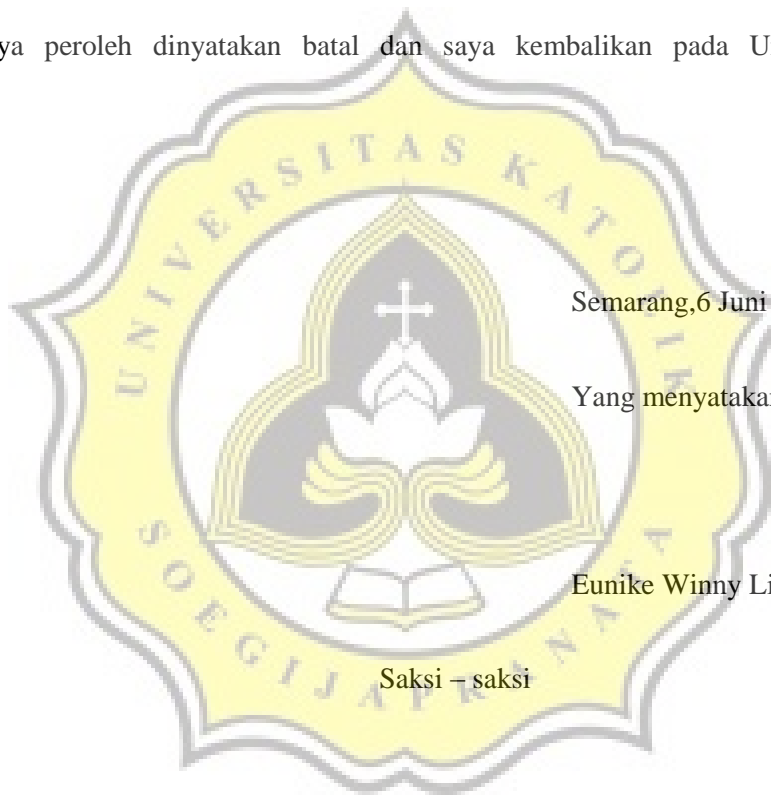 ya peroleh dinyatakan batal dan saya kembalikan pada U
UNIVERSITAS KATOLIK
Semarang,6 Juni
Yang menyatakan
Eunike Winny Li
SOEGIJAPRANATA
Saksi – saksi